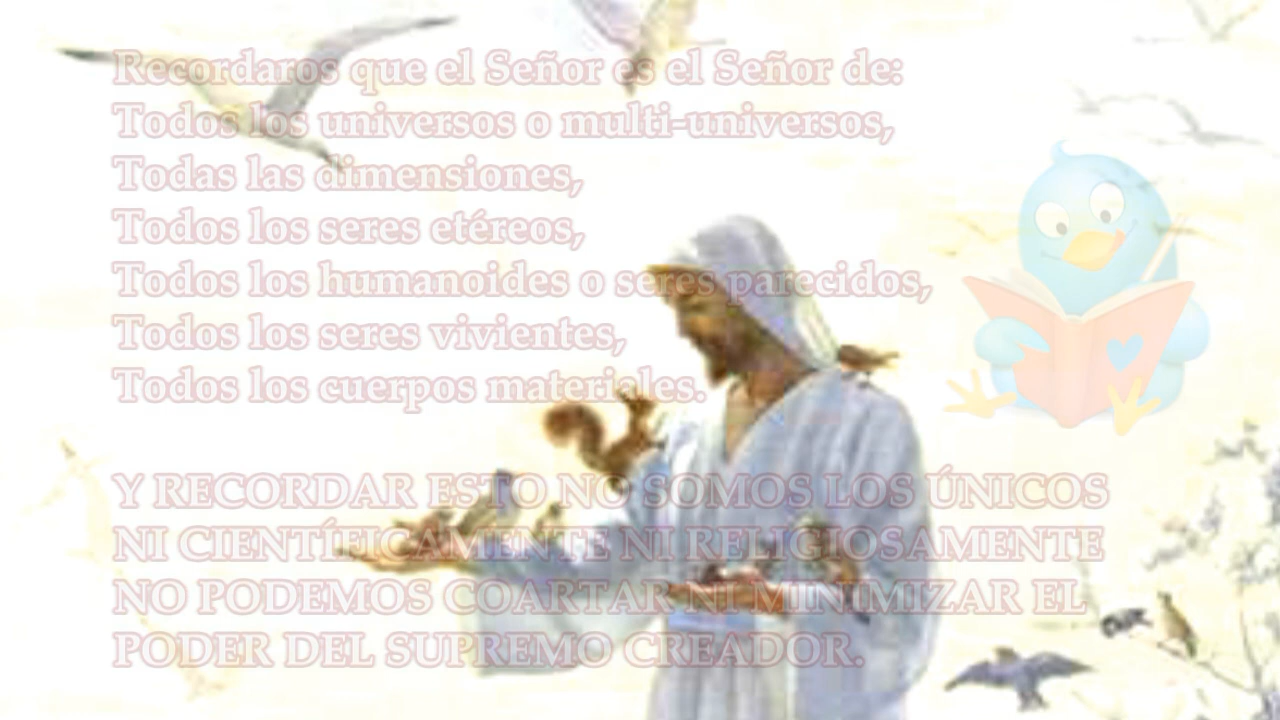 Recordaros que el Señor es el Señor de:
Todos los universos o multi-universos,
Todas las dimensiones,
Todos los seres etéreos,
Todos los humanoides o seres parecidos,
Todos los seres vivientes,
Todos los cuerpos materiales.
Y RECORDAR ESTO NO SOMOS LOS ÚNICOS
NI CIENTÍFICAMENTE NI RELIGIOSAMENTE
NO PODEMOS COARTAR NI MINIMIZAR EL
PODER DEL SUPREMO CREADOR.